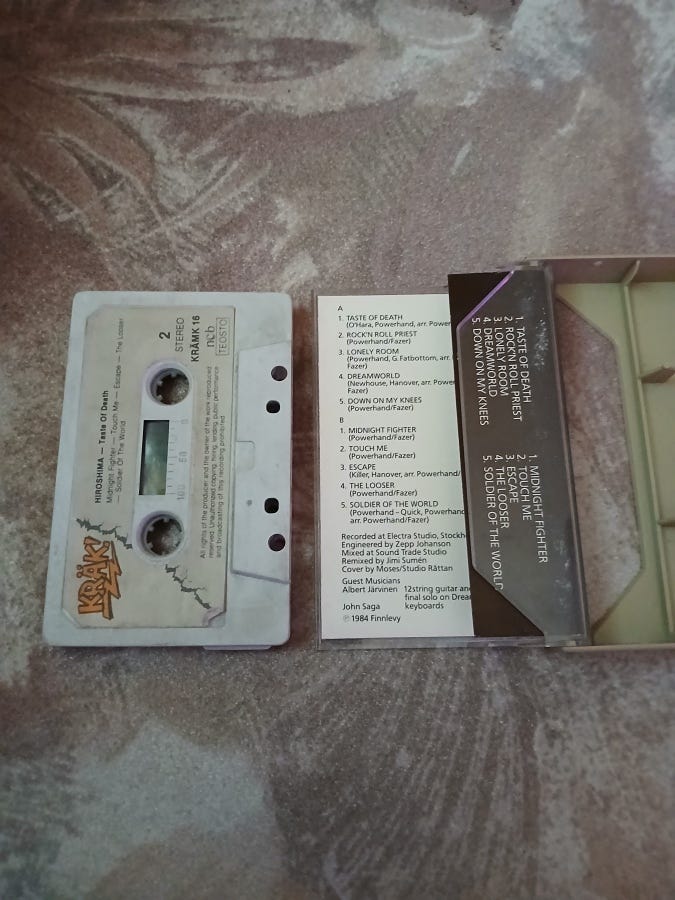 HIROSHIMA — Taste Of Death
Midnight Fighter — Touch Me — Escape — The Looser
— Soldier Of The World
2
STEREO
KRÄMK 16
ncb
TEOSTO
KRÄK!
100 50 0
All rights of the producer and the owner of the work reproduced
reserved. Unauthorized copying, hiring, lending, public performance
and broadcasting of this recording prohibited.
A
1. TASTE OF DEATH
(O'Hara, Powerhand, arr. Power
2. ROCK'N ROLL PRIEST
(Powerhand/Fazer)
3. LONELY ROOM
(Powerhand, G.Fatbottom, arr.
Fazer)
4. DREAMWORLD
(Newhouse, Hanover, arr.
Fazer)
5. DOWN ON MY KNEES
(Powerhand/Fazer)
B
1. MIDNIGHT FIGHTER
(Powerhand/Fazer)
2. TOUCH ME
(Powerhand/Fazer)
3. ESCAPE
(Killer, Hanover, arr. Powerhand/
4. THE LOOSER
(Powerhand/Fazer)
5. SOLDIER OF THE WORLD
(Powerhand–Quick, Powerhand,
arr. Powerhand/Fazer)
Recorded at Electra Studio, Stockh
Engineered by Zepp Johanson
Mixed at Sound Trade Studio
Remixed by Jimi Sumén
Cover by Moses/Studio Råttan
Guest Musicians
Albert Järvinen 12string guitar and
final solo on Drea
John Saga keyboards
℗ 1984 Finnlevy
1. TASTE OF DEATH
2. ROCK'N ROLL PRIEST
3. LONELY ROOM
4. DREAMWORLD
5. DOWN ON MY KNEES
1. MIDNIGHT FIGHTER
2. TOUCH ME
3. ESCAPE
4. THE LOOSER
5. SOLDIER OF THE WORLD